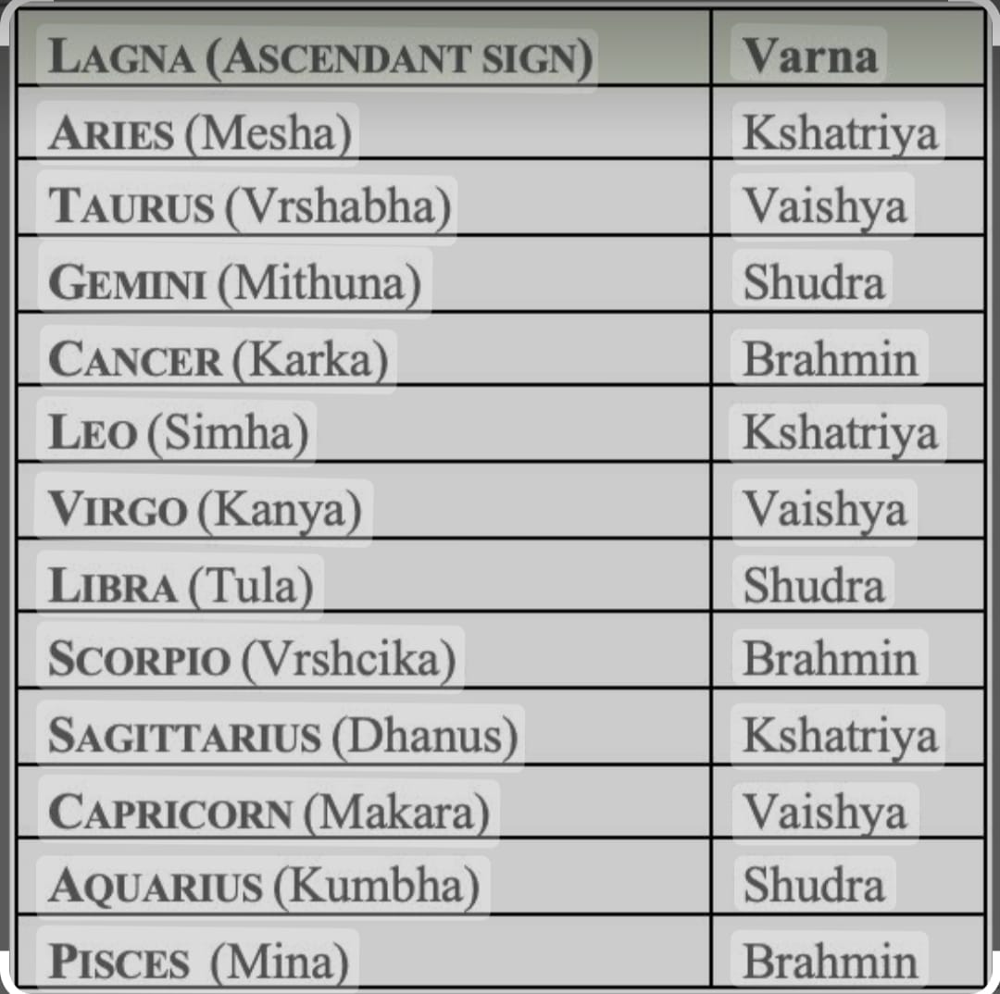 LAGNA (ASCENDANT SIGN) Varna
ARIES (Mesha) Kshatriya
TAURUS (Vrshabha) Vaishya
GEMINI (Mithuna) Shudra
CANCER (Karka) Brahmin
LEO (Simha) Kshatriya
VIRGO (Kanya) Vaishya
LIBRA (Tula) Shudra
SCORPIO (Vrshcika) Brahmin
SAGITTARIUS (Dhanus) Kshatriya
CAPRICORN (Makara) Vaishya
AQUARIUS (Kumbha) Shudra
PISCES (Mina) Brahmin